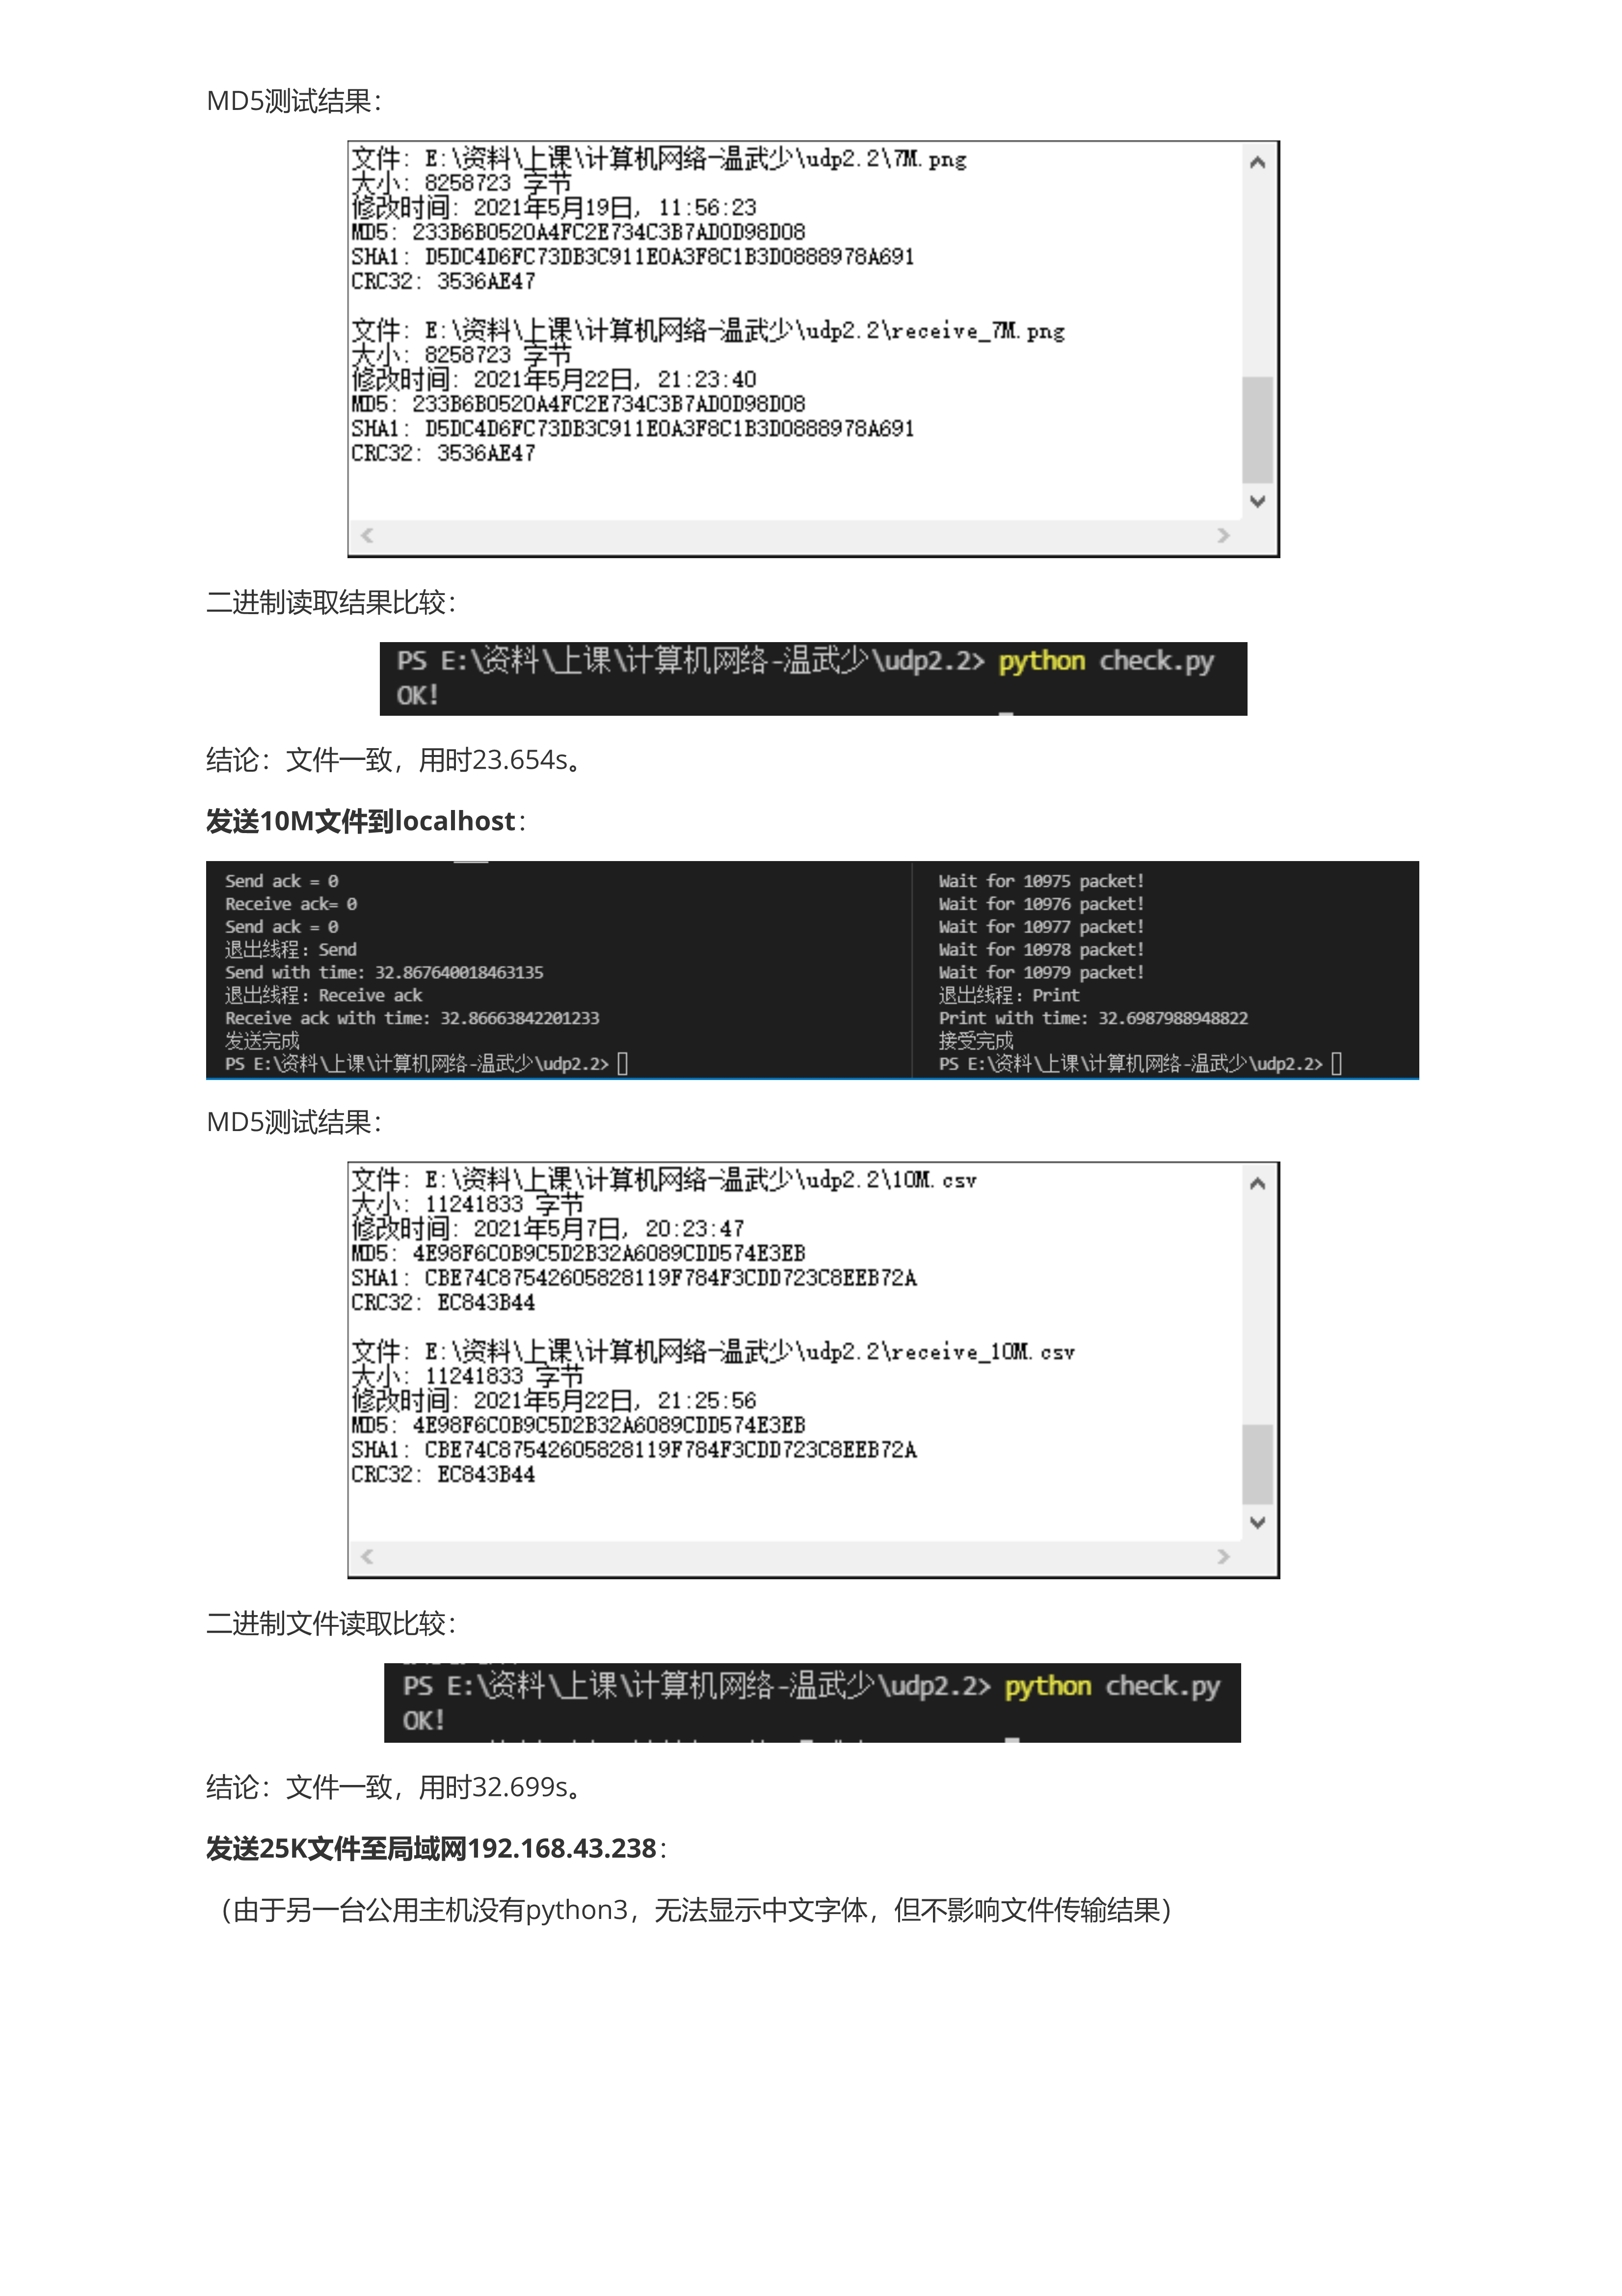 MD5测试结果：
文件: E:\资料\上课\计算机网络-温武少\udp2.2\7M.png
大小: 8258723 字节
修改时间: 2021年5月19日, 11:56:23
MD5: 233B6B0520A4FC2E734C3B7AD0D98D08
SHA1: D5DC4D6FC73DB3C911E0A3F8C1B3D0888978A691
CRC32: 3536AE47
文件: E:\资料\上课\计算机网络-温武少\udp2.2\receive_7M.png
大小: 8258723 字节
修改时间: 2021年5月22日, 21:23:40
MD5: 233B6B0520A4FC2E734C3B7AD0D98D08
SHA1: D5DC4D6FC73DB3C911E0A3F8C1B3D0888978A691
CRC32: 3536AE47
二进制读取结果比较：
PS E:\资料\上课\计算机网络-温武少\udp2.2> python check.py
OK!
结论：文件一致，用时23.654s。
发送10M文件到localhost：
Send ack = 0
Receive ack= 0
Send ack = 0
退出线程: Send
Send with time: 32.867640018463135
退出线程: Receive ack
Receive ack with time: 32.86663842201233
发送完成
PS E:\资料\上课\计算机网络-温武少\udp2.2>
Wait for 10975 packet!
Wait for 10976 packet!
Wait for 10977 packet!
Wait for 10978 packet!
Wait for 10979 packet!
退出线程: Print
Print with time: 32.6987988948822
接受完成
PS E:\资料\上课\计算机网络-温武少\udp2.2>
MD5测试结果：
文件: E:\资料\上课\计算机网络-温武少\udp2.2\10M.csv
大小: 11241833 字节
修改时间: 2021年5月7日, 20:23:47
MD5: 4E98F6C0B9C5D2B32A6089CDD574E3EB
SHA1: CBE74C87542605828119F784F3CDD723C8EEB72A
CRC32: EC843B44
文件: E:\资料\上课\计算机网络-温武少\udp2.2\receive_10M.csv
大小: 11241833 字节
修改时间: 2021年5月22日, 21:25:56
MD5: 4E98F6C0B9C5D2B32A6089CDD574E3EB
SHA1: CBE74C87542605828119F784F3CDD723C8EEB72A
CRC32: EC843B44
二进制文件读取比较：
PS E:\资料\上课\计算机网络-温武少\udp2.2> python check.py
OK!
结论：文件一致，用时32.699s。
发送25K文件至局域网192.168.43.238：
（由于另一台公用主机没有python3，无法显示中文字体，但不影响文件传输结果）